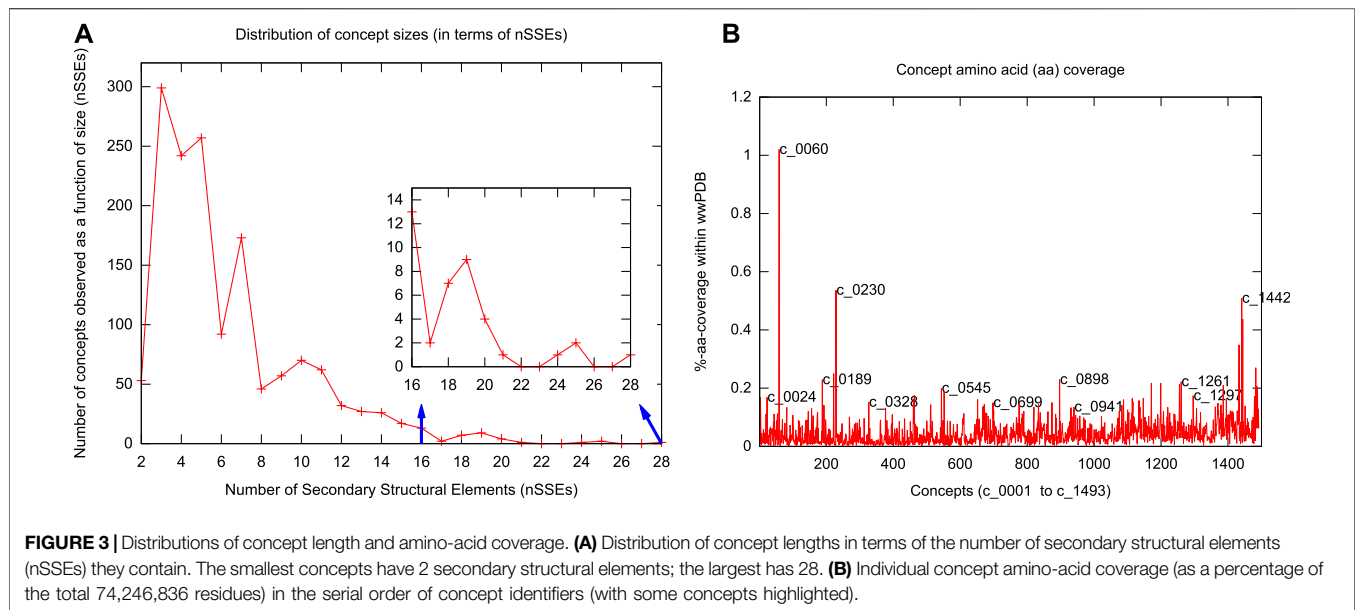 A
Distribution of concept sizes (in terms of nSSEs)
Number of concepts observed as a function of size (nSSEs)
300
250
200
150
100
50
0
2 4 6 8 10 12 14 16 18 20 22 24 26 28
Number of Secondary Structural Elements (nSSEs)
14
12
10
8
6
4
2
0
16 18 20 22 24 26 28
B
Concept amino acid (aa) coverage
%-aa-coverage within wwPDB
1.2
1
0.8
0.6
0.4
0.2
0
c_0060
c_0230
c_1442
c_0024
c_0189
c_0328
c_0545
c_0699
c_0898
c_0941
c_1261
c_1297
200 400 600 800 1000 1200 1400
Concepts (c_0001 to c_1493)
FIGURE 3 | Distributions of concept length and amino-acid coverage. (A) Distribution of concept lengths in terms of the number of secondary structural elements
(nSSEs) they contain. The smallest concepts have 2 secondary structural elements; the largest has 28. (B) Individual concept amino-acid coverage (as a percentage of
the total 74,246,836 residues) in the serial order of concept identifiers (with some concepts highlighted).